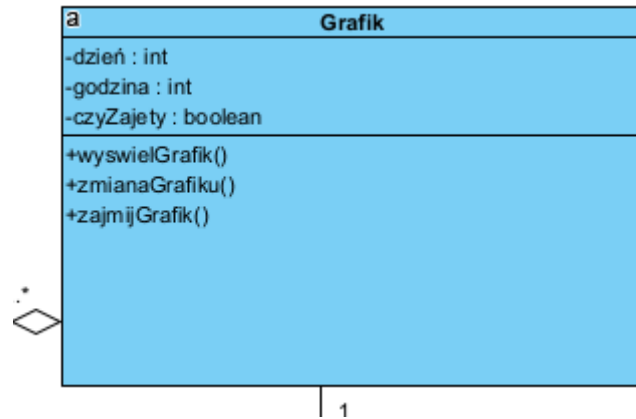 a
Grafik
-dzień : int
-godzina : int
-czyZajety : boolean
+wyswielGrafik()
+zmianaGrafiku()
+zajmijGrafik()
.*
1